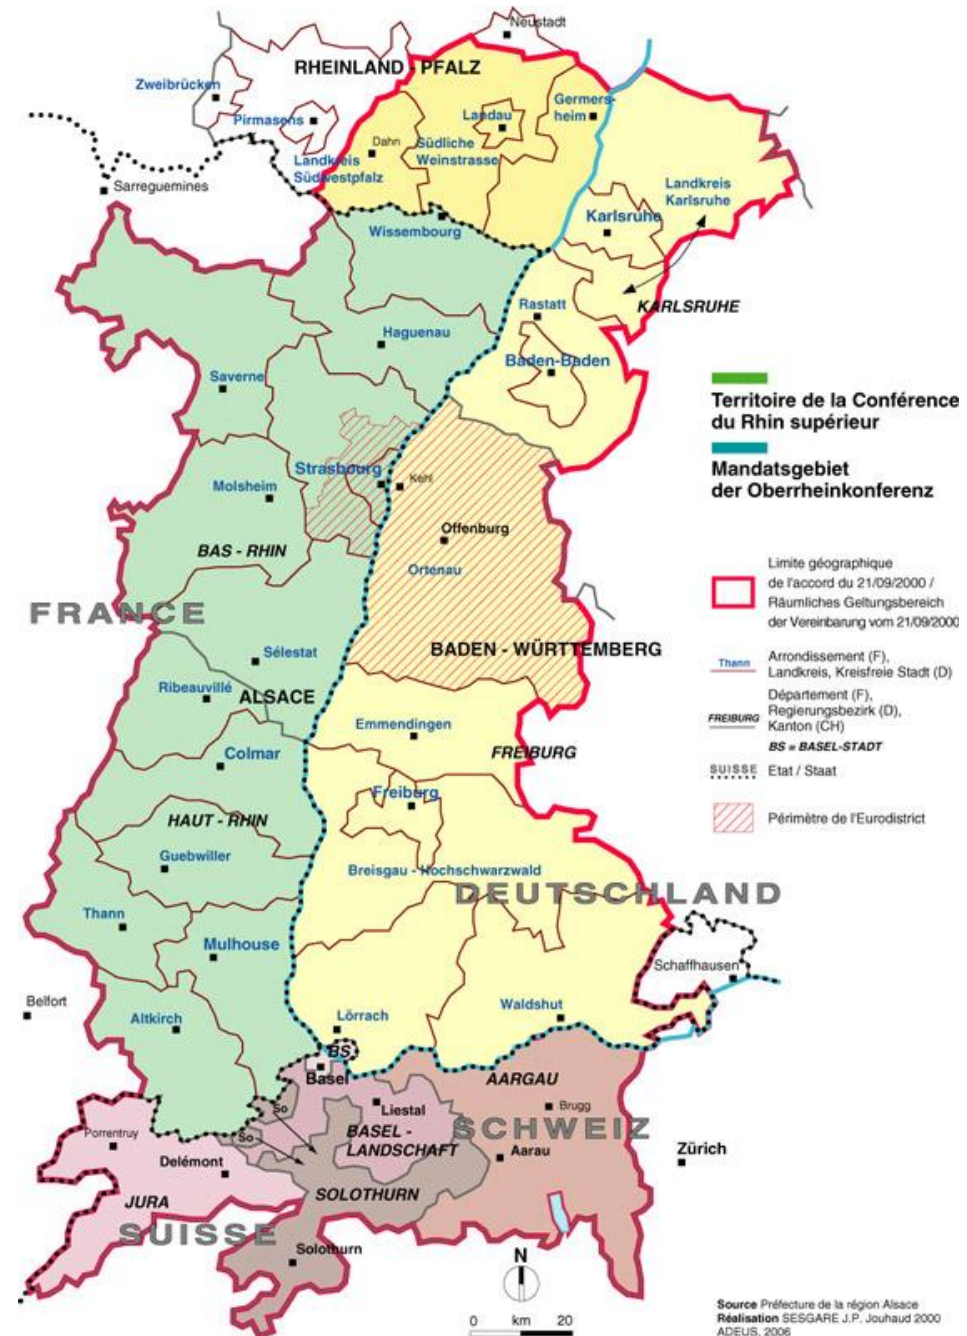 Neustadt
RHEINLAND - PFALZ
Zweibrücken
Germers-
heim
Pirmasens
Landau
Dahn
Südliche
Weinstrasse
Landkreis
Südwestpfalz
Landkreis
Karlsruhe
Sarreguemines
Karlsruhe
Wissembourg
Rastatt
KARLSRUHE
Haguenau
Baden-Baden
Saverne
Territoire de la Conférence
du Rhin supérieur
Mandatsgebiet
der Oberrheinkonferenz
Strasbourg
Kehl
Molsheim
Offenburg
BAS - RHIN
Ortenau
Limite géographique
de l'accord du 21/09/2000 /
Räumliches Geltungsbereich
der Vereinbarung vom 21/09/2000
FRANCE
BADEN - WÜRTTEMBERG
Sélestat
Thann
Arrondissement (F),
Landkreis, Kreisfreie Stadt (D)
Ribeauvillé
ALSACE
Emmendingen
FREIBURG
Département (F),
Regierungsbezirk (D),
Kanton (CH)
BS = BASEL-STADT
Colmar
FREIBURG
SUISSE
Etat / Staat
Freiburg
HAUT - RHIN
Périmètre de l'Eurodistrict
Guebwiller
Breisgau - Hochschwarzwald
DEUTSCHLAND
Thann
Mulhouse
Schaffhausen
Belfort
Altkirch
Lörrach
Waldshut
BS
Basel
AARGAU
So
Liestal
Brugg
Porrentruy
So
BASEL -
LANDSCHAFT
SCHWEIZ
Zürich
Delémont
Aarau
JURA
SOLOTHURN
SUISSE
Solothurn
N
0 km 20
Source Préfecture de la région Alsace
Réalisation SESGARE J.P. Jouhaud 2000
ADEUS, 2006